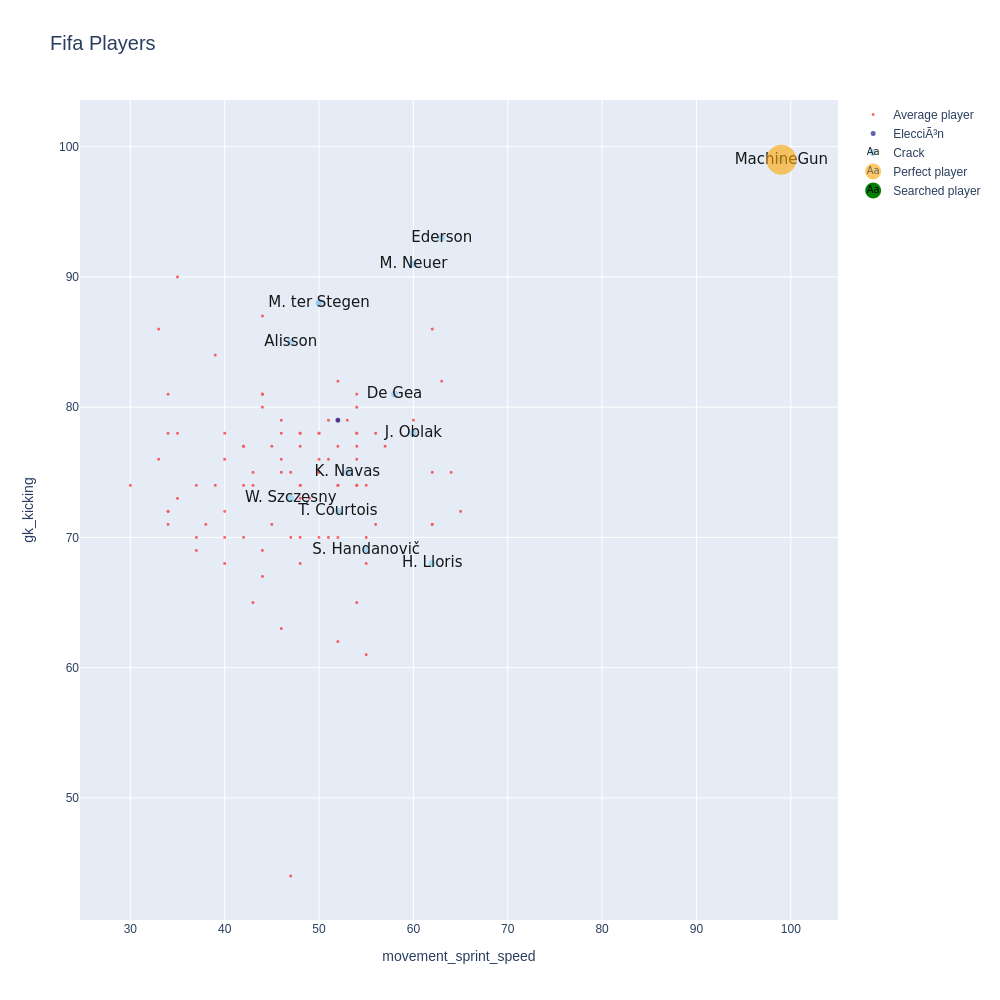 Fifa Players
Average player
ElecciÃ³n
Aa Crack
Aa Perfect player
Aa Searched player
100
90
80
70
60
50
gk_kicking
MachineGun
Ederson
M. Neuer
M. ter Stegen
Alisson
De Gea
J. Oblak
K. Navas
W. Szczęsny
T. Courtois
S. Handanovič
H. Lloris
30 40 50 60 70 80 90 100
movement_sprint_speed